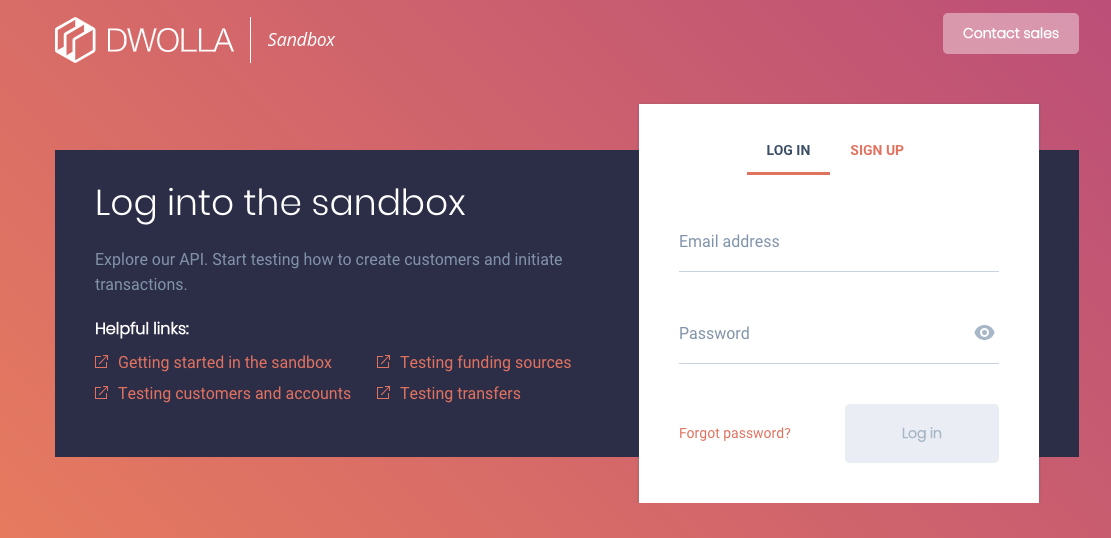 DWOLLA
Sandbox
Contact sales
Log into the sandbox
Explore our API. Start testing how to create customers and initiate
transactions.
Helpful links:
Getting started in the sandbox
Testing funding sources
Testing customers and accounts
Testing transfers
LOG IN
SIGN UP
Email address
Password
Forgot password?
Log in